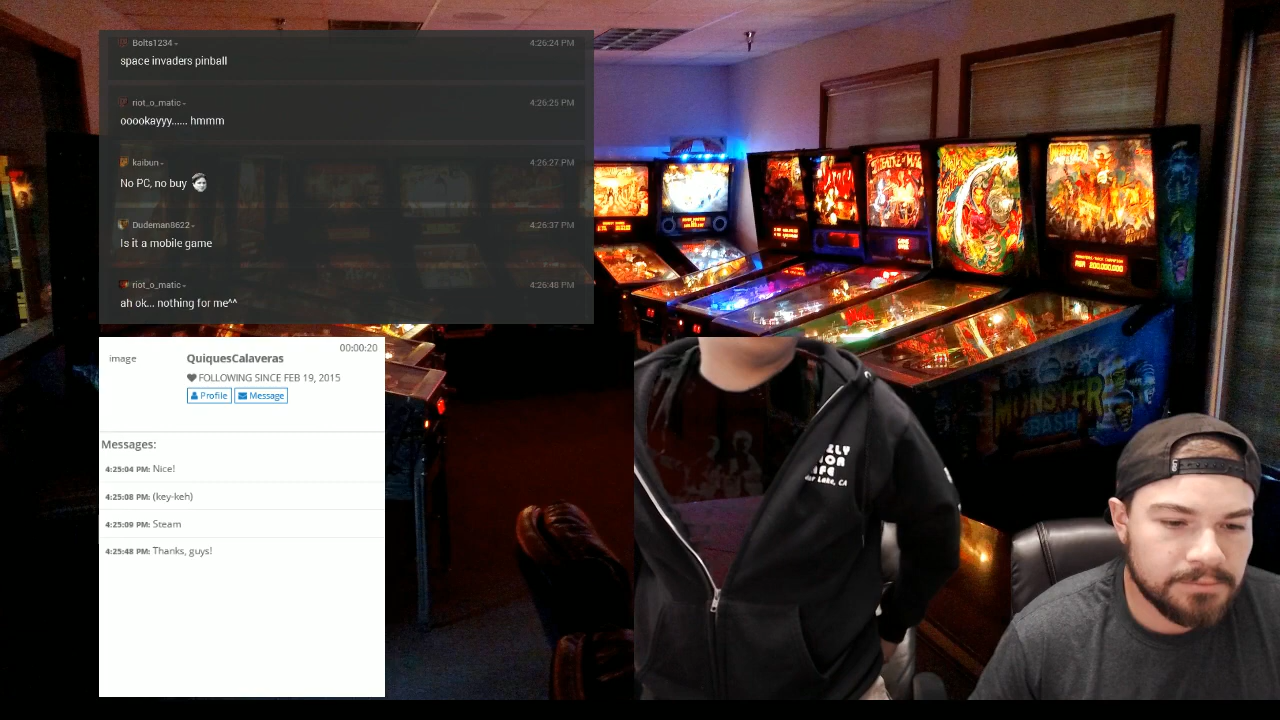 Bolts1234
4:26:24 PM
space invaders pinball
riot_o_matic
4:26:25 PM
ooookayyy...... hmmm
kaibun
4:26:27 PM
No PC, no buy
Dudeman8622
4:26:37 PM
Is it a mobile game
riot_o_matic
4:26:48 PM
ah ok... nothing for me^^
00:00:20
image
QuiquesCalaveras
FOLLOWING SINCE FEB 19, 2015
Profile
Message
Messages:
4:25:04 PM: Nice!
4:25:08 PM: (key-keh)
4:25:09 PM: Steam
4:25:48 PM: Thanks, guys!
MONSTER
BASH